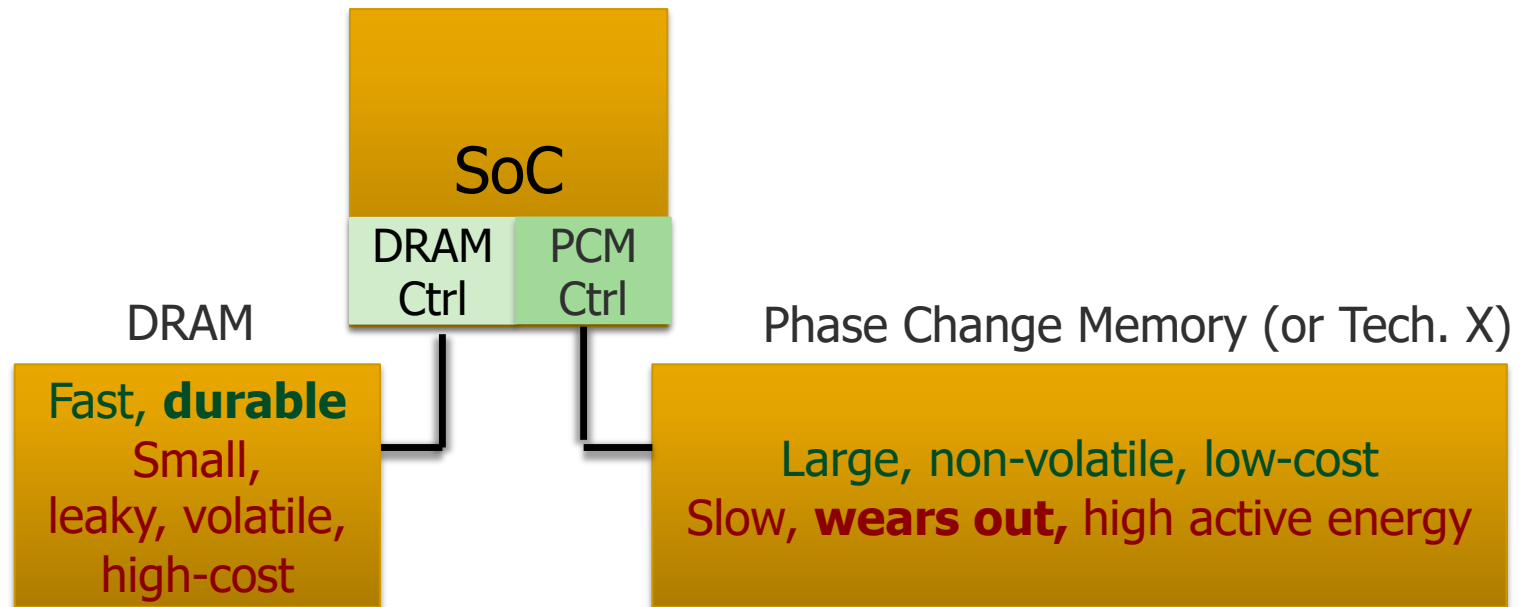 SoC
DRAM
Ctrl
PCM
Ctrl
DRAM
Fast, durable
Small,
leaky, volatile,
high-cost
Phase Change Memory (or Tech. X)
Large, non-volatile, low-cost
Slow, wears out, high active energy